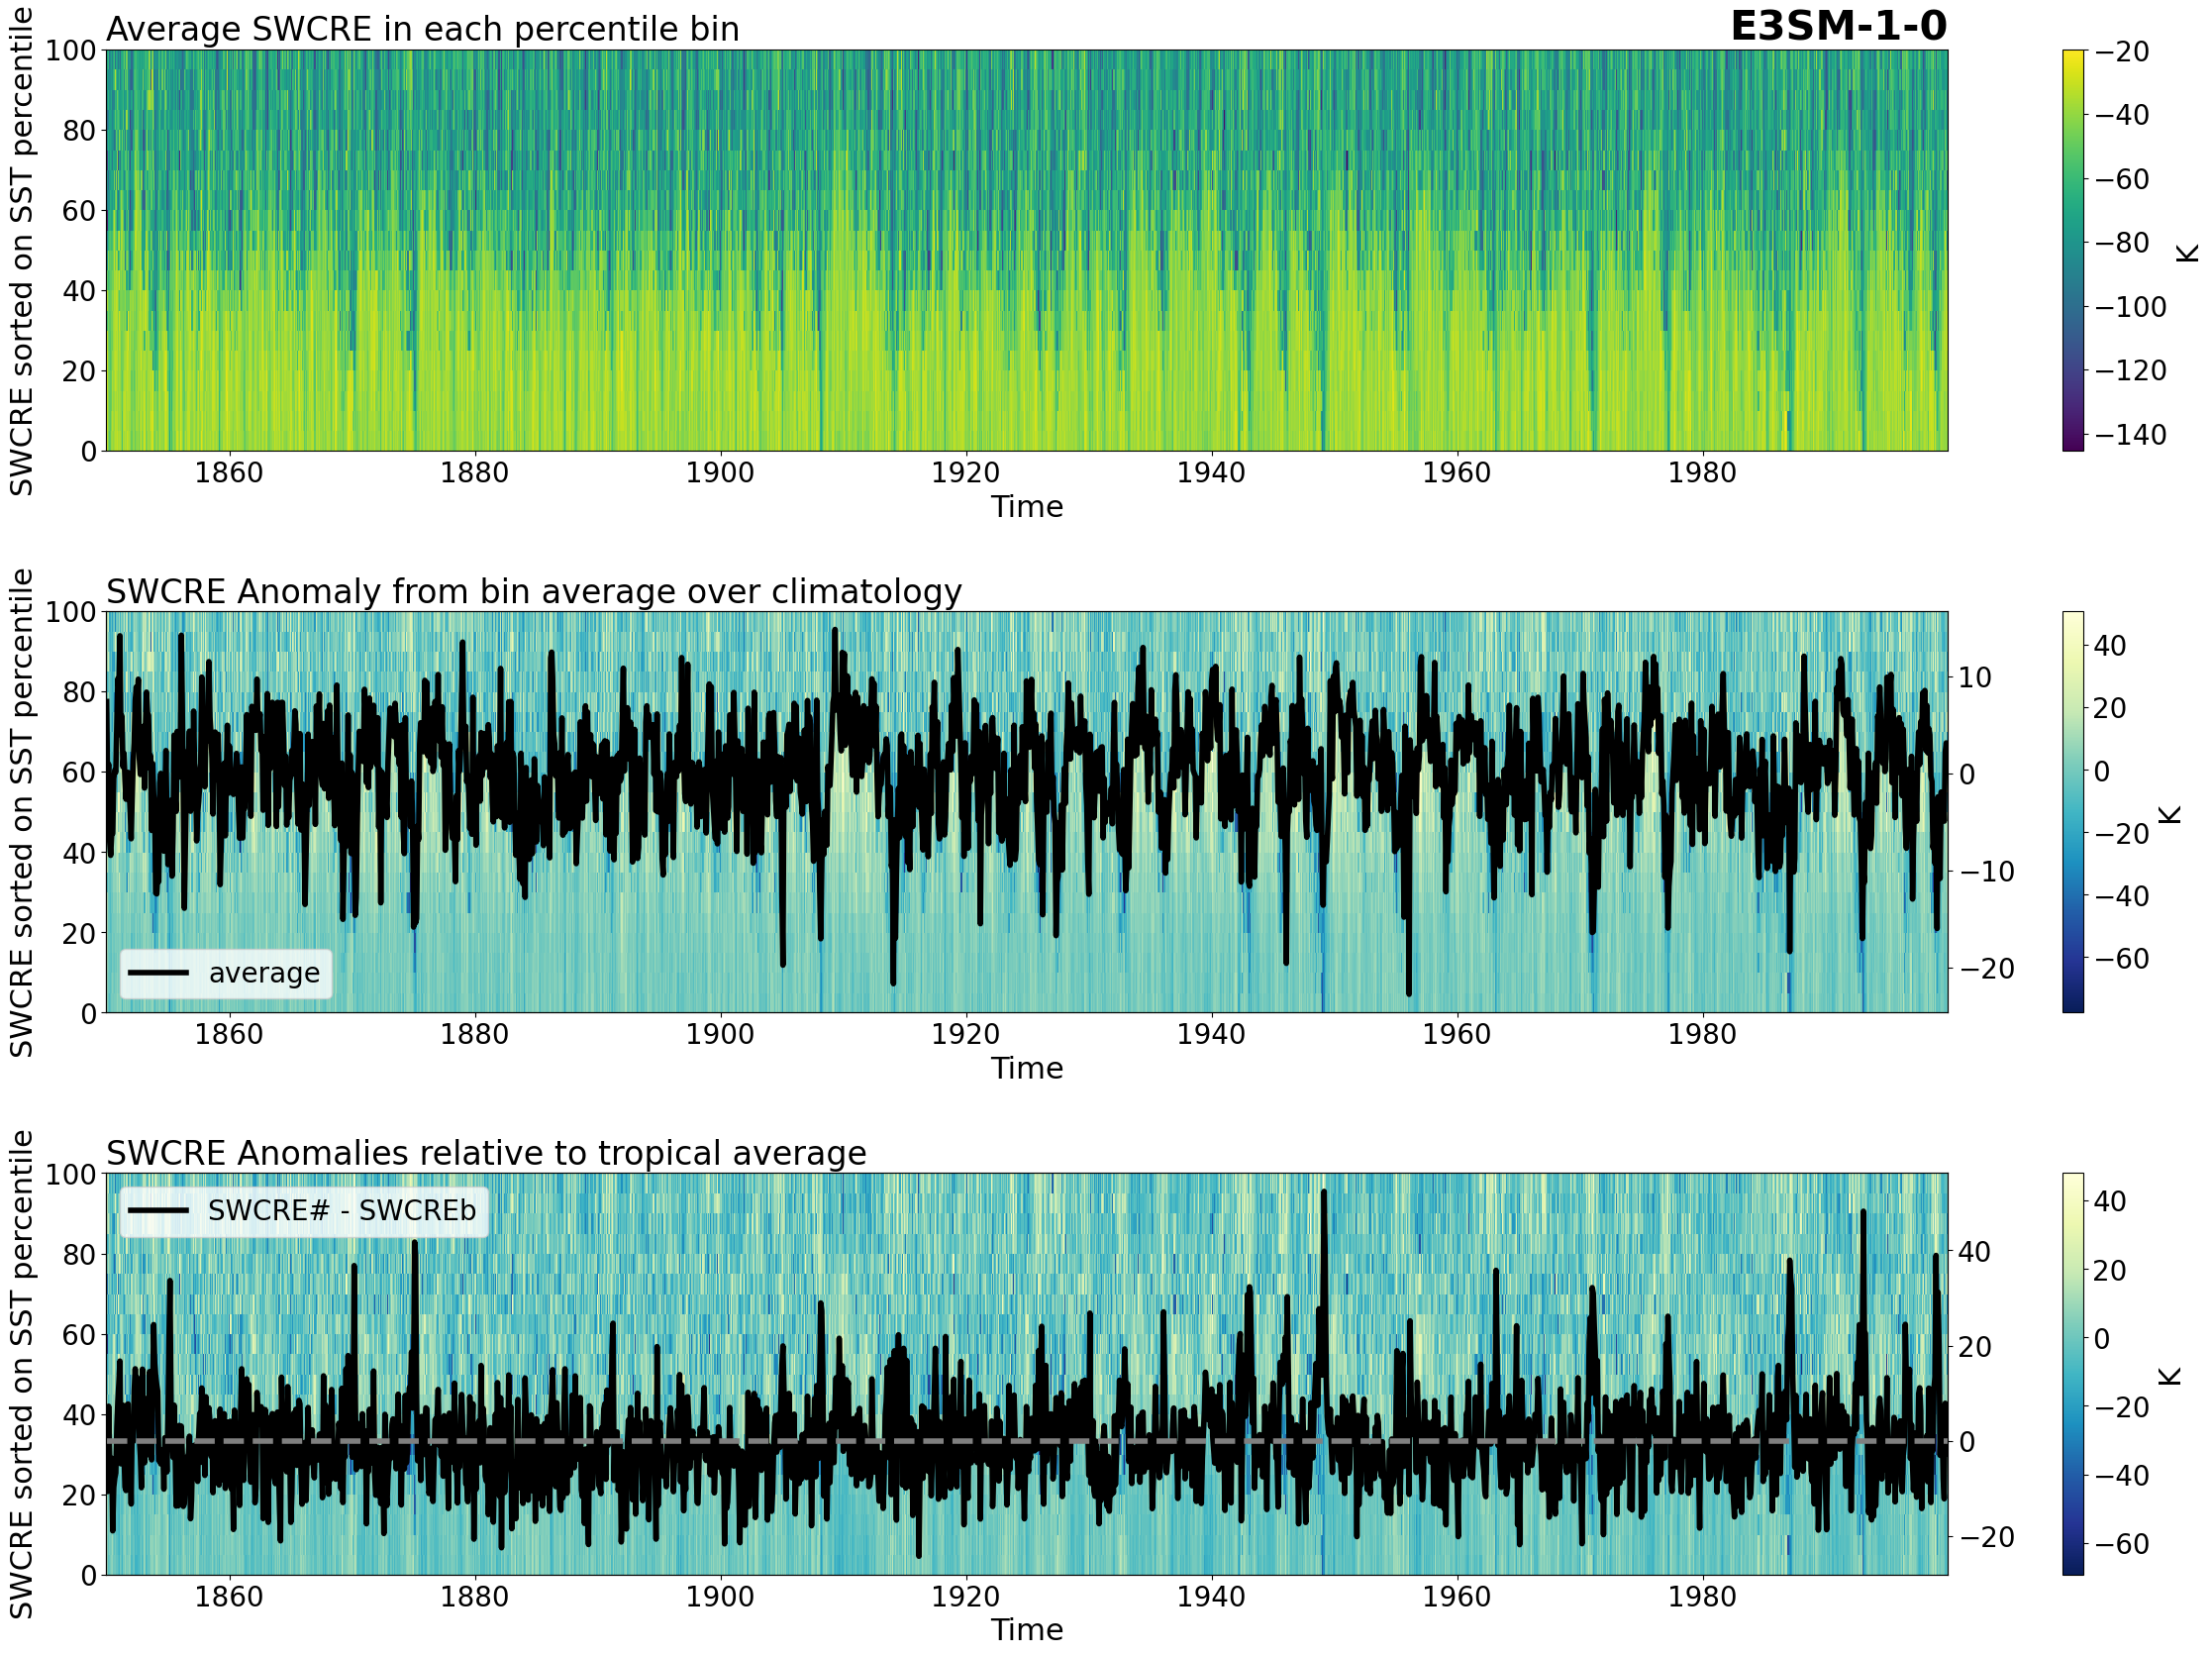 Average SWCRE in each percentile bin
E3SM-1-0
SWCRE sorted on SST percentile
100
80
60
40
20
0
1860 1880 1900 1920 1940 1960 1980
Time
−20
−40
−60
−80
−100
−120
−140
K
SWCRE Anomaly from bin average over climatology
SWCRE sorted on SST percentile
100
80
60
40
20
0
average
1860 1880 1900 1920 1940 1960 1980
Time
10
0
−10
−20
40
20
0
−20
−40
−60
K
SWCRE Anomalies relative to tropical average
SWCRE sorted on SST percentile
100
80
60
40
20
0
SWCRE# - SWCREb
1860 1880 1900 1920 1940 1960 1980
Time
40
20
0
−20
40
20
0
−20
−40
−60
K